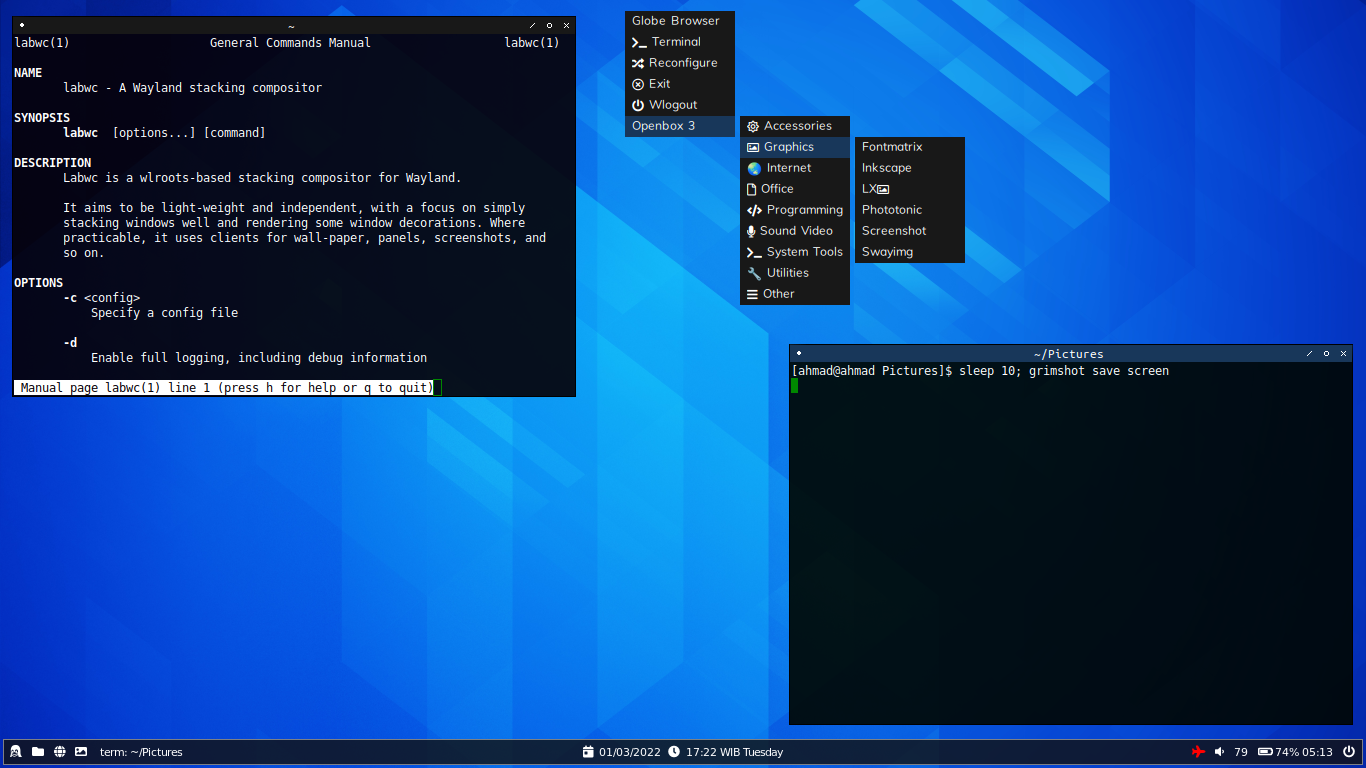 ~
labwc(1) General Commands Manual labwc(1)
NAME
labwc - A Wayland stacking compositor
SYNOPSIS
labwc [options...] [command]
DESCRIPTION
Labwc is a wlroots-based stacking compositor for Wayland.
It aims to be light-weight and independent, with a focus on simply
stacking windows well and rendering some window decorations. Where
practicable, it uses clients for wall-paper, panels, screenshots, and
so on.
OPTIONS
-c <config>
Specify a config file
-d
Enable full logging, including debug information
Manual page labwc(1) line 1 (press h for help or q to quit)
Globe Browser
Terminal
Reconfigure
Exit
Wlogout
Openbox 3
Accessories
Graphics
Internet
Office
Programming
Sound Video
System Tools
Utilities
Other
Fontmatrix
Inkscape
LX
Phototonic
Screenshot
Swayimg
~/Pictures
[ahmad@ahmad Pictures]$ sleep 10; grimshot save screen
term: ~/Pictures
01/03/2022 17:22 WIB Tuesday
79 74% 05:13